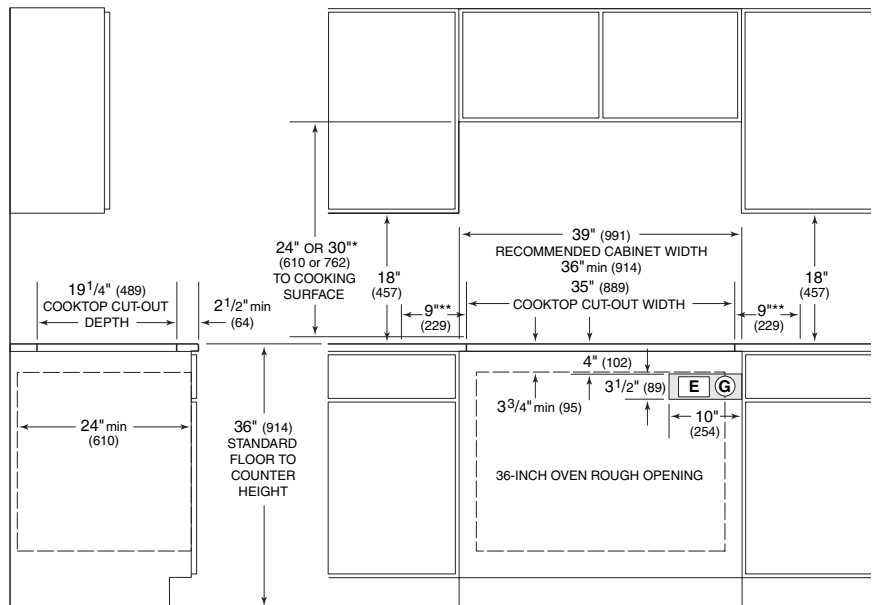 39" (991)
RECOMMENDED CABINET WIDTH
36" min (914)
35" (889)
COOKTOP CUT-OUT WIDTH
24" OR 30"*
(610 or 762)
TO COOKING
SURFACE
18"
(457)
18"
(457)
19 1/4" (489)
COOKTOP CUT-OUT
DEPTH
2 1/2" min
(64)
9"**
(229)
9"**
(229)
4" (102)
3 1/2" (89)
E
G
3 3/4" min (95)
10"
(254)
24" min
(610)
36" (914)
STANDARD
FLOOR TO
COUNTER
HEIGHT
36-INCH OVEN ROUGH OPENING